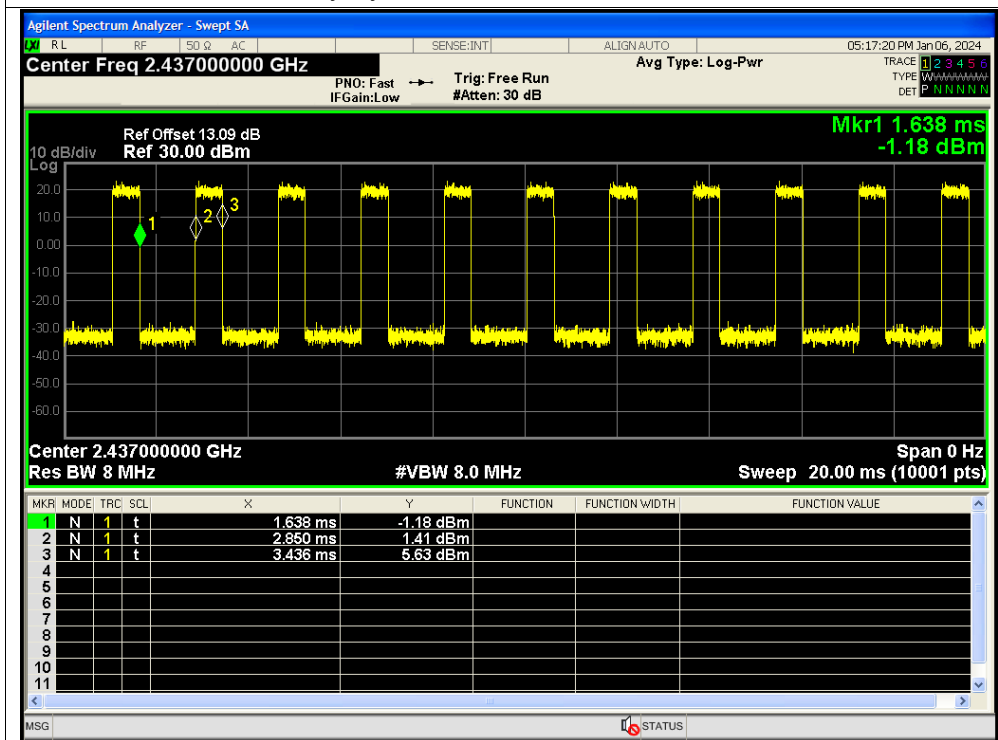 Agilent Spectrum Analyzer - Swept SA
LXI RL RF 50 Ω AC SENSE:INT ALIGNAUTO 05:17:20 PM Jan 06, 2024
Center Freq 2.437000000 GHz
PNO: Fast
IFGain:Low
Trig: Free Run
#Atten: 30 dB
Avg Type: Log-Pwr
TRACE 1 2 3 4 5 6
TYPE WWWWWW
DET P N N N N N
Mkr1 1.638 ms
-1.18 dBm
Ref Offset 13.09 dB
10 dB/div Ref 30.00 dBm
Log
20.0
10.0
0.00
-10.0
-20.0
-30.0
-40.0
-50.0
-60.0
1
2
3
Center 2.437000000 GHz Span 0 Hz
Res BW 8 MHz #VBW 8.0 MHz Sweep 20.00 ms (10001 pts)
MKR MODE TRC SCL X Y FUNCTION FUNCTION WIDTH FUNCTION VALUE
1 N 1 t 1.638 ms -1.18 dBm
2 N 1 t 2.850 ms 1.41 dBm
3 N 1 t 3.436 ms 5.63 dBm
4
5
6
7
8
9
10
11
MSG STATUS